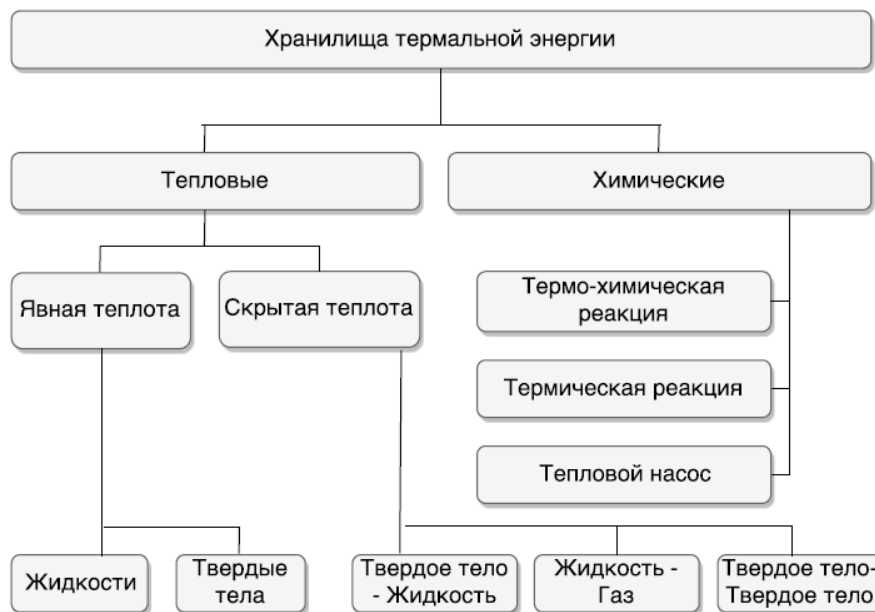 Хранилища термальной энергии
Тепловые
Химические
Явная теплота
Скрытая теплота
Термо-химическая
реакция
Термическая реакция
Тепловой насос
Жидкости
Твердые
тела
Твердое тело
- Жидкость
Жидкость -
Газ
Твердое тело-
Твердое тело